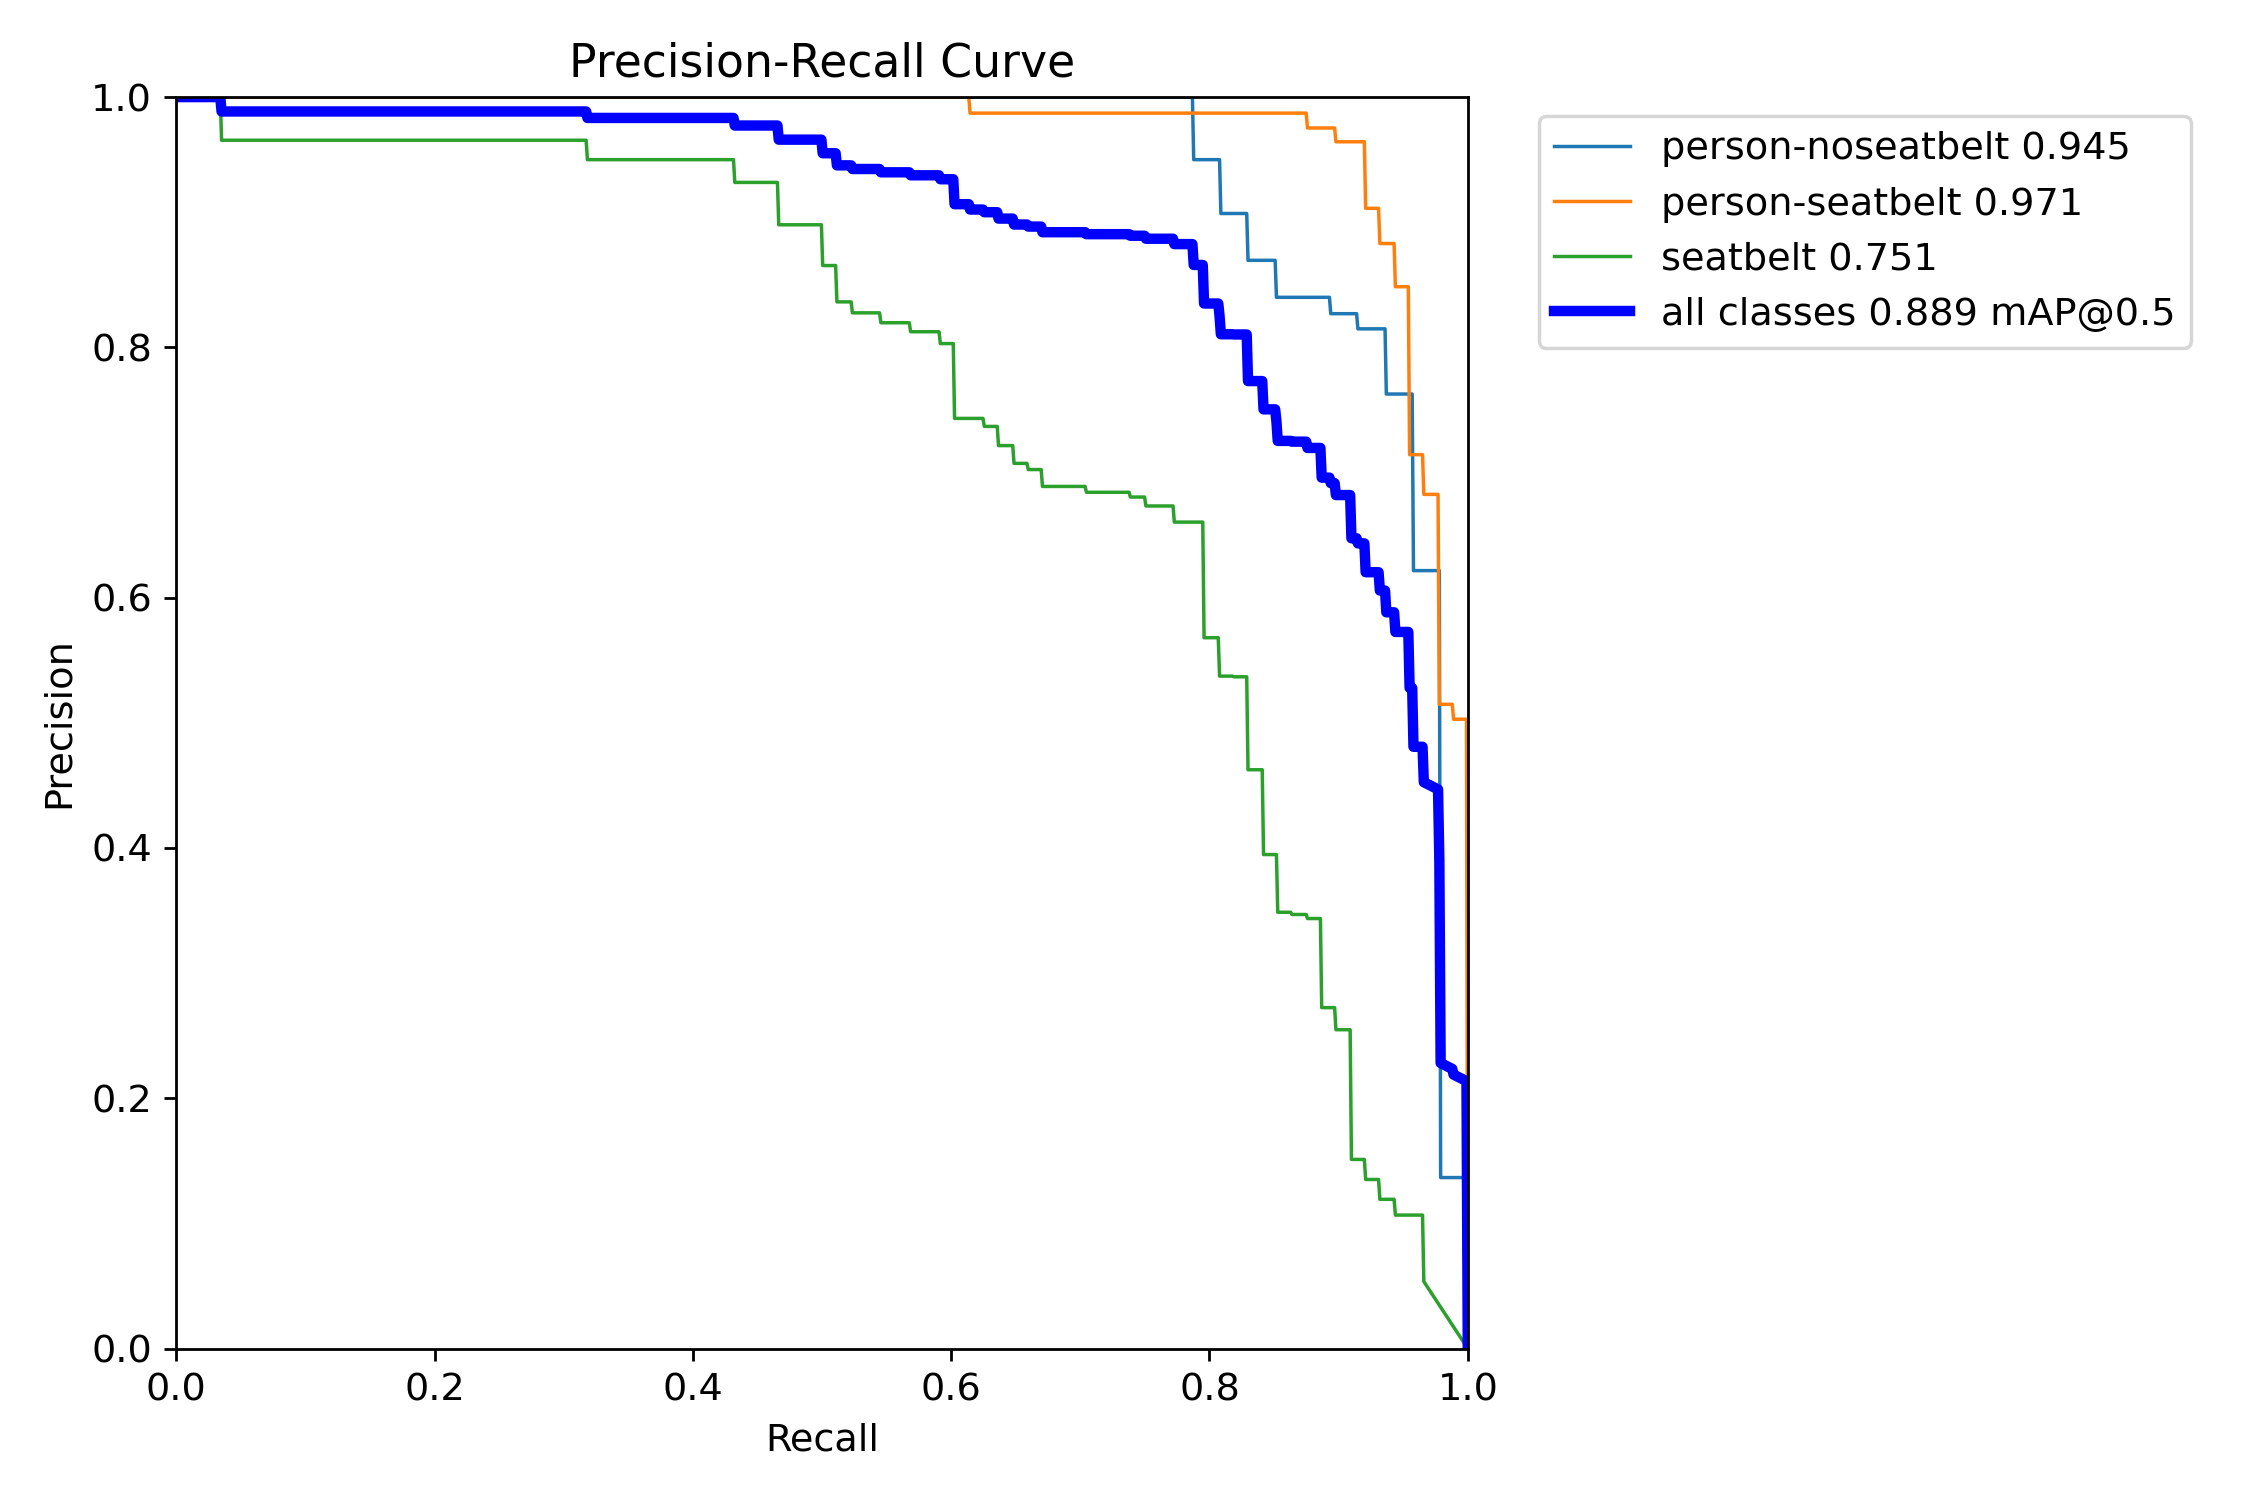 Precision-Recall Curve
1.0
0.8
0.6
0.4
0.2
0.0
Precision
0.0 0.2 0.4 0.6 0.8 1.0
Recall
person-noseatbelt 0.945
person-seatbelt 0.971
seatbelt 0.751
all classes 0.889 mAP@0.5